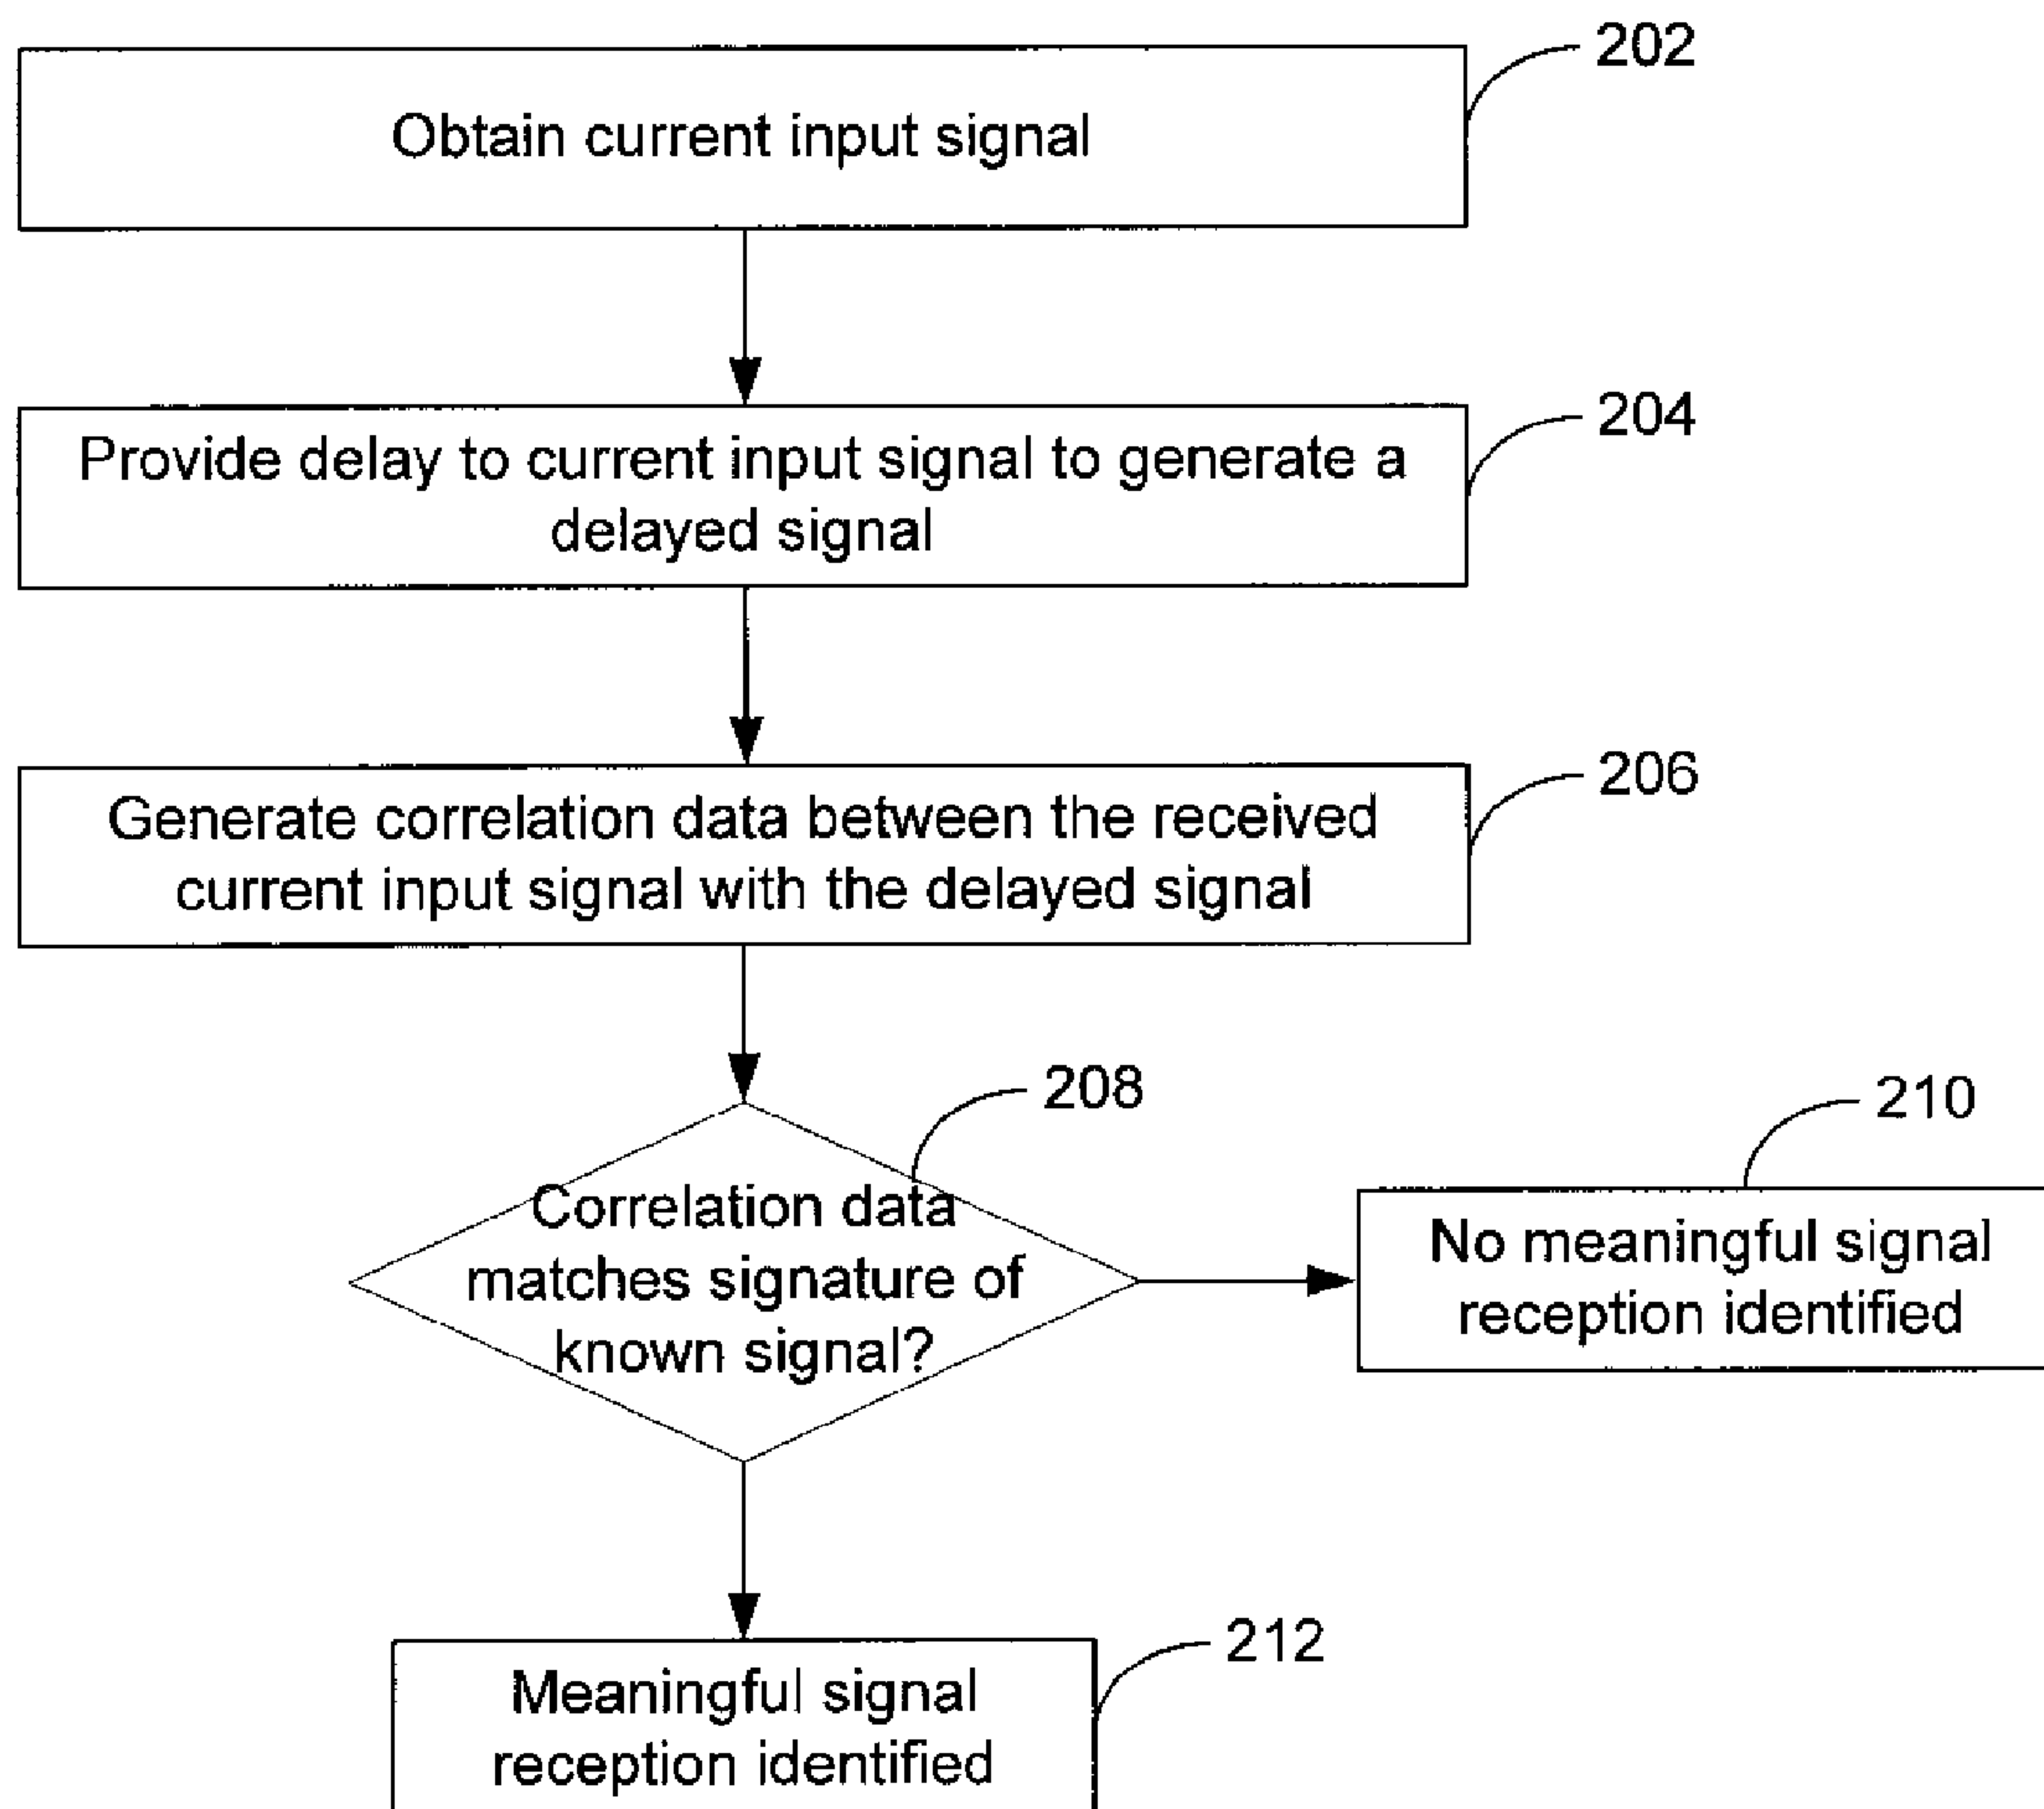 202
Obtain current input signal
204
Provide delay to current input signal to generate a
delayed signal
206
Generate correlation data between the received
current input signal with the delayed signal
208
Correlation data
matches signature of
known signal?
210
No meaningful signal
reception identified
212
Meaningful signal
reception identified